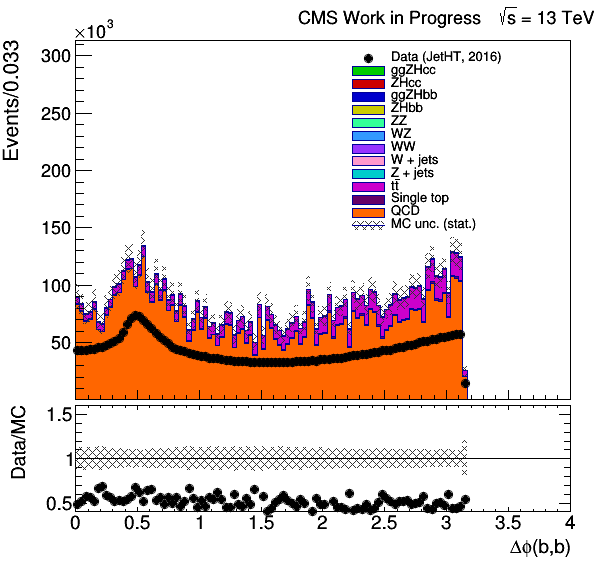 CMS Work in Progress √s = 13 TeV
×10³
Events/0.033
300
250
200
150
100
50
Data (JetHT, 2016)
ggZHcc
ZHcc
ggZHbb
ZHbb
ZZ
WZ
WW
W + jets
Z + jets
tt̄
Single top
QCD
MC unc. (stat.)
Data/MC
1.5
1
0.5
0 0.5 1 1.5 2 2.5 3 3.5 4
Δϕ(b,b)